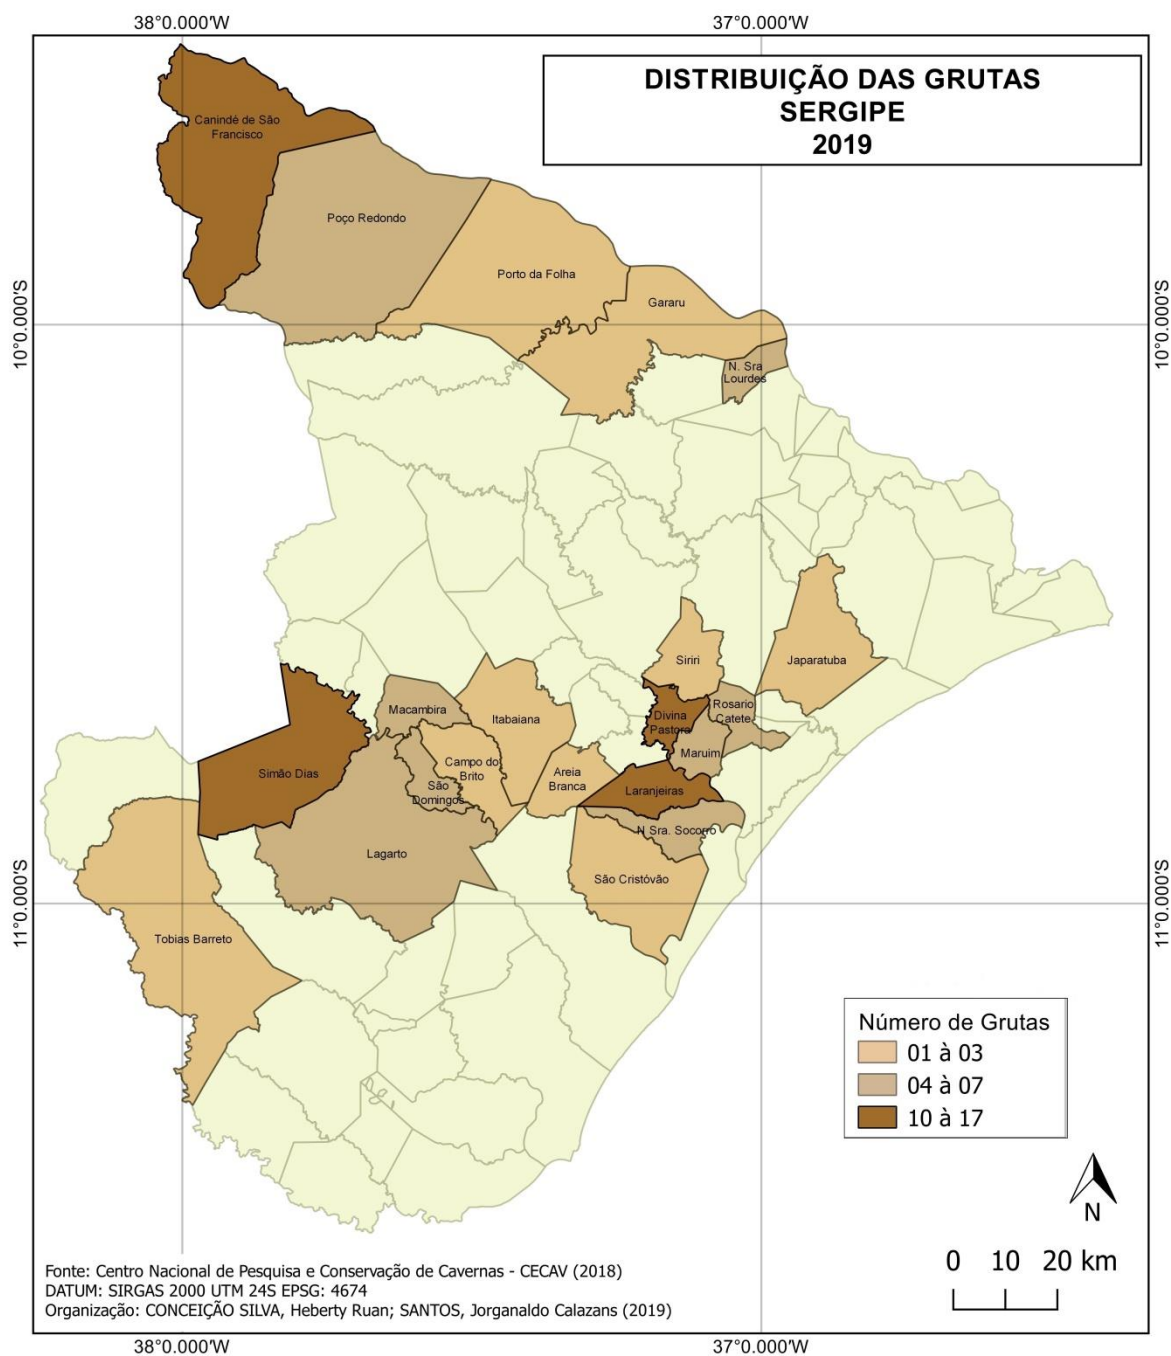 38°0.000'W
37°0.000'W
DISTRIBUIÇÃO DAS GRUTAS
SERGIPE
2019
Canindé de São
Francisco
Poço Redondo
Porto da Folha
Gararu
10°0.000'S
10°0.000'S
N. Sra
Lourdes
Siriri
Japaratuba
Macambira
Itabaiana
Divina
Pastora
Rosario
Catete
Maruim
Simão Dias
Campo do
Brito
Areia
Branca
São
Domingos
Laranjeiras
N Sra. Socorro
Lagarto
São Cristóvão
11°0.000'S
11°0.000'S
Tobias Barreto
Número de Grutas
01 à 03
04 à 07
10 à 17
N
0 10 20 km
Fonte: Centro Nacional de Pesquisa e Conservação de Cavernas - CECAV (2018)
DATUM: SIRGAS 2000 UTM 24S EPSG: 4674
Organização: CONCEIÇÃO SILVA, Heberty Ruan; SANTOS, Jorganaldo Calazans (2019)
38°0.000'W
37°0.000'W